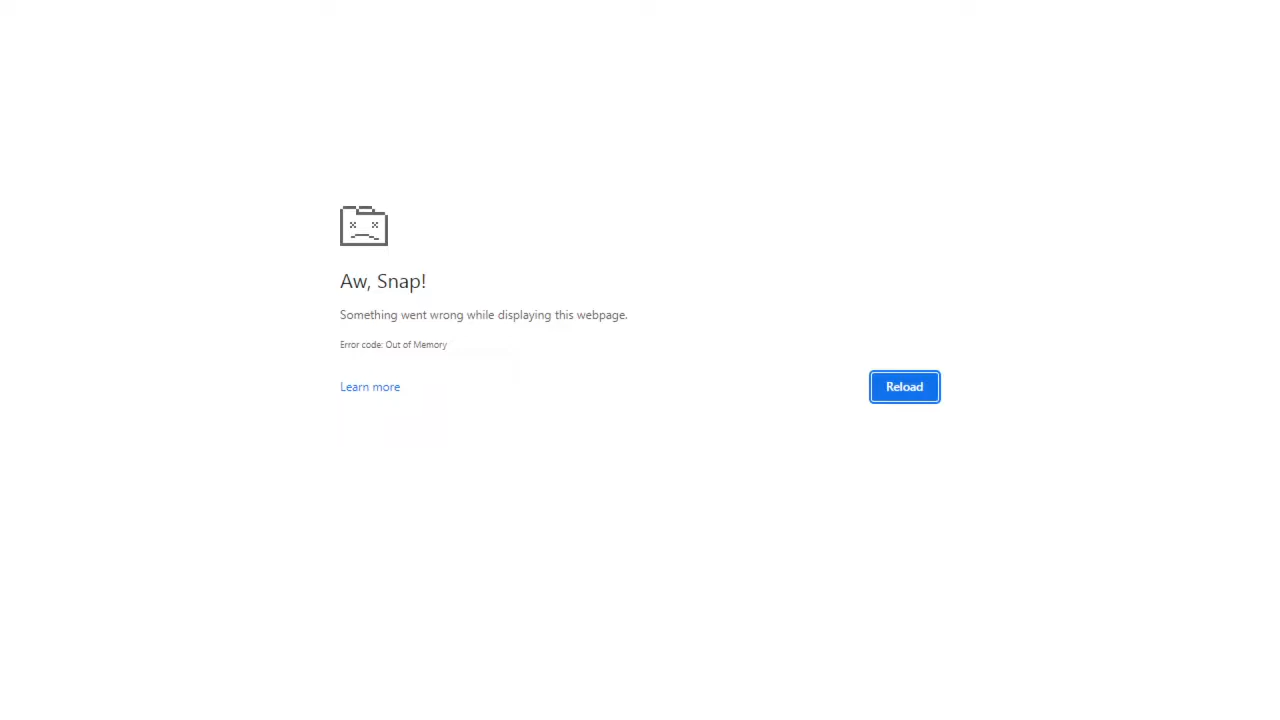 Aw, Snap!
Something went wrong while displaying this webpage.
Error code: Out of Memory
Learn more
Reload